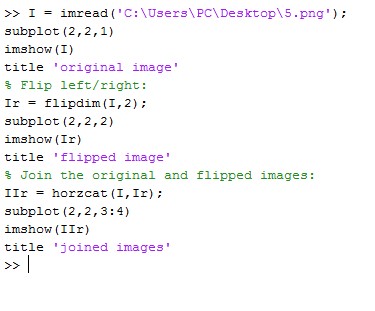 >> I = imread('C:\Users\PC\Desktop\5.png');
subplot(2,2,1)
imshow(I)
title 'original image'
% Flip left/right:
Ir = flipdim(I,2);
subplot(2,2,2)
imshow(Ir)
title 'flipped image'
% Join the original and flipped images:
IIr = horzcat(I,Ir);
subplot(2,2,3:4)
imshow(IIr)
title 'joined images'
>>